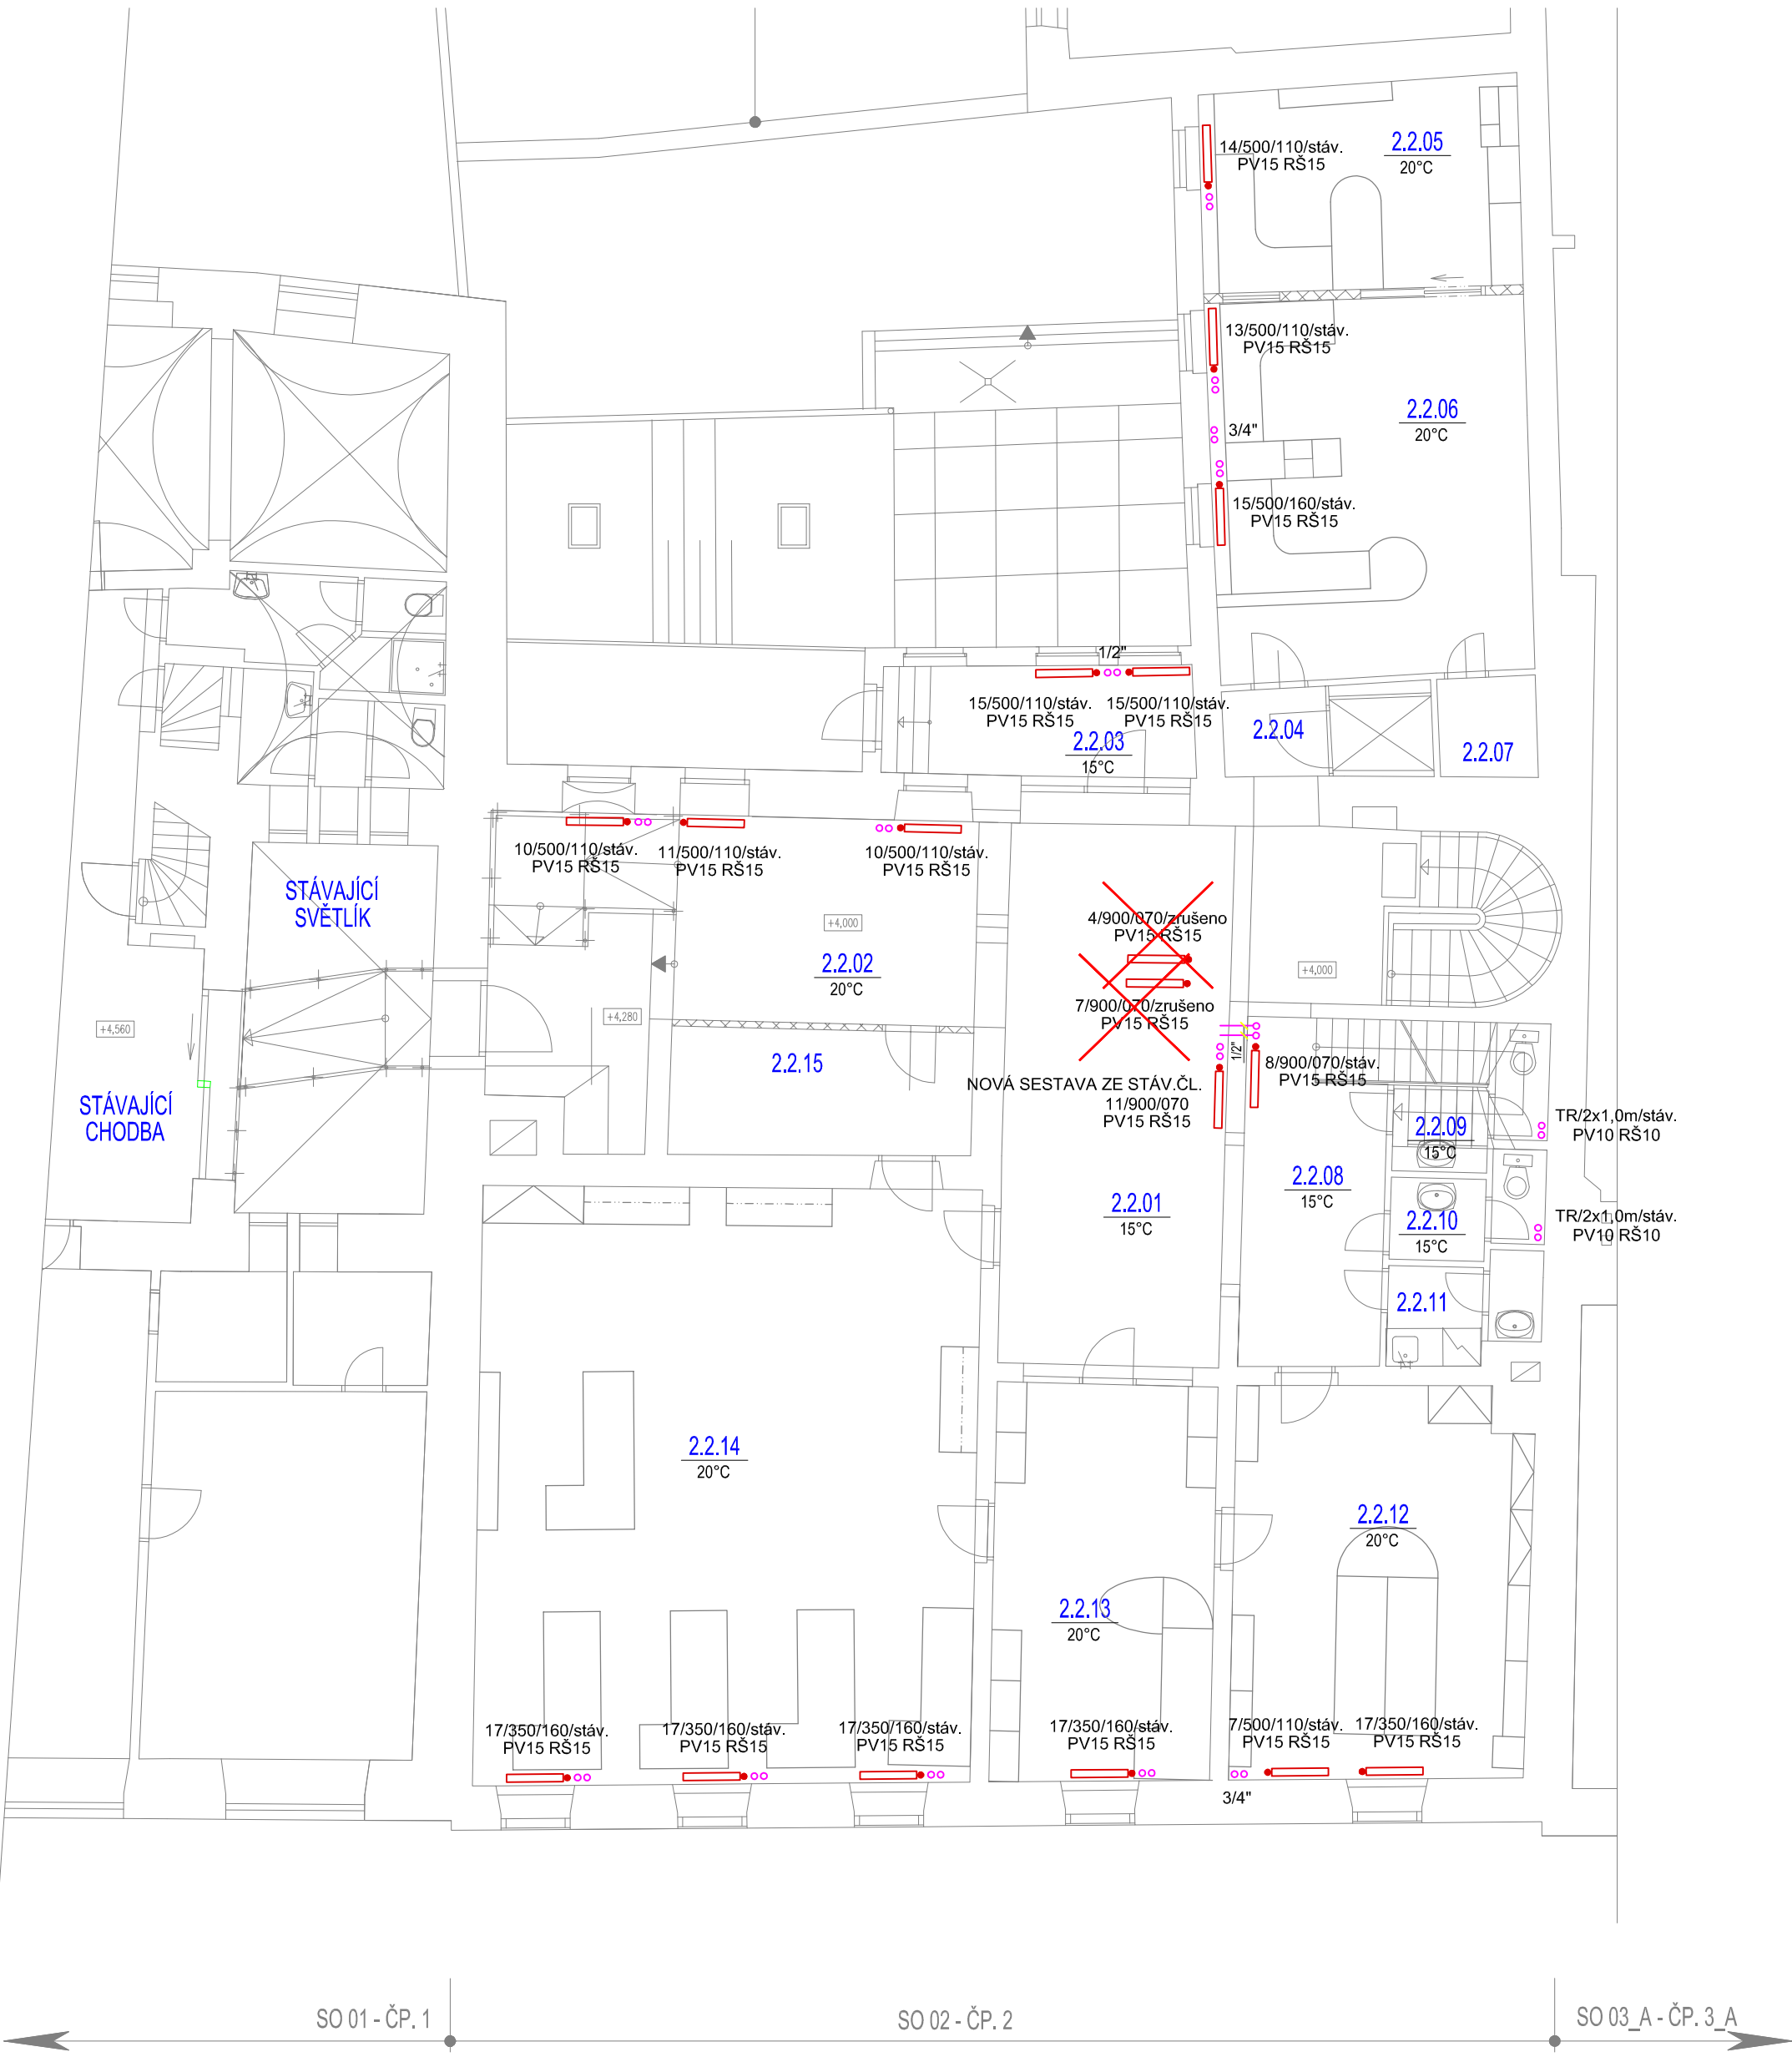 14/500/110/stáv.
PV15 RŠ15
2.2.05
20°C
13/500/110/stáv.
PV15 RŠ15
2.2.06
20°C
3/4"
15/500/160/stáv.
PV15 RŠ15
1/2"
15/500/110/stáv.
PV15 RŠ15
15/500/110/stáv.
PV15 RŠ15
2.2.03
15°C
2.2.04
2.2.07
10/500/110/stáv.
PV15 RŠ15
11/500/110/stáv.
PV15 RŠ15
10/500/110/stáv.
PV15 RŠ15
STÁVAJÍCÍ
SVĚTLÍK
+4,000
2.2.02
20°C
4/900/070/zrušeno
PV15 RŠ15
+4,000
7/900/070/zrušeno
PV15 RŠ15
+4,560
+4,280
2.2.15
1/2"
8/900/070/stáv.
PV15 RŠ15
NOVÁ SESTAVA ZE STÁV.ČL.
11/900/070
PV15 RŠ15
STÁVAJÍCÍ
CHODBA
2.2.09
15°C
TR/2x1,0m/stáv.
PV10 RŠ10
2.2.08
15°C
2.2.01
15°C
2.2.10
15°C
TR/2x1,0m/stáv.
PV10 RŠ10
2.2.11
2.2.14
20°C
2.2.12
20°C
2.2.13
20°C
17/350/160/stáv.
PV15 RŠ15
17/350/160/stáv.
PV15 RŠ15
17/350/160/stáv.
PV15 RŠ15
17/350/160/stáv.
PV15 RŠ15
7/500/110/stáv.
PV15 RŠ15
17/350/160/stáv.
PV15 RŠ15
3/4"
SO 01 - ČP. 1
SO 02 - ČP. 2
SO 03_A - ČP. 3_A